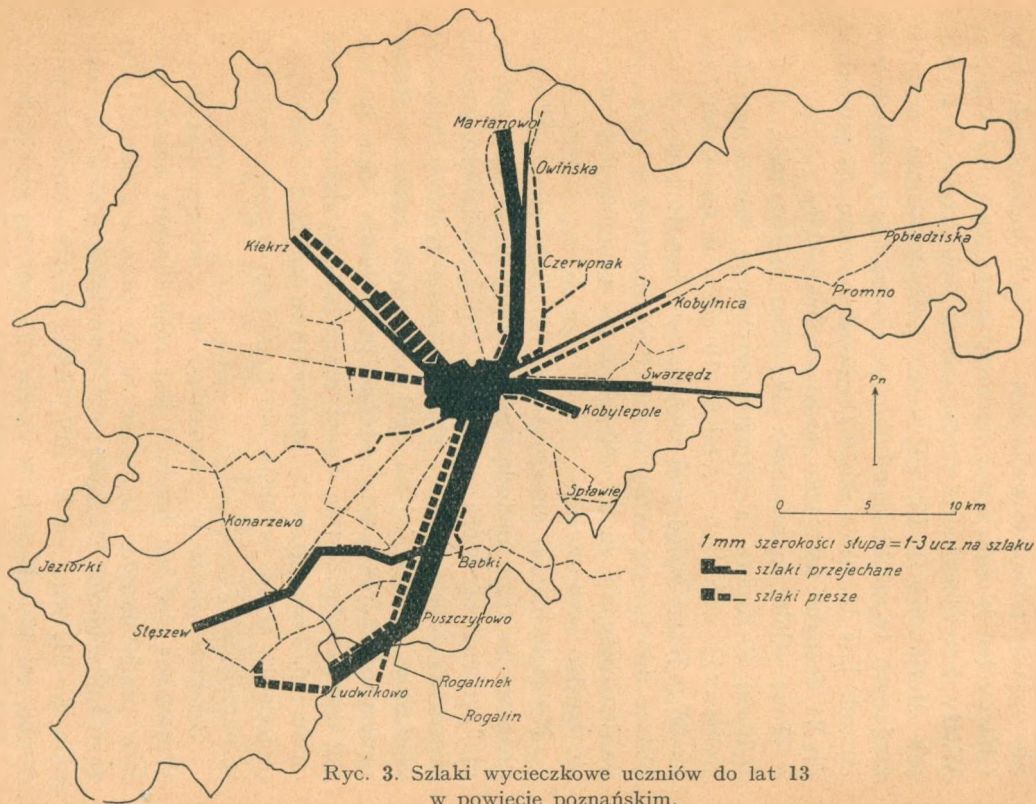 Marianowo
Owińska
Kiekrz
Pobiedziska
Czerwonak
Promno
Kobylnica
Swarzędz
Pn
Kobylepole
Spławie
0 5 10 km
Konarzewo
1 mm szerokości słupa = 1-3 ucz. na szlaku
Jeziórki
Babki
szlaki przejechane
szlaki piesze
Stęszew
Puszczykowo
Rogalinek
Ludwikowo
Rogalin
Ryc. 3. Szlaki wycieczkowe uczniów do lat 13
w powiecie poznańskim.